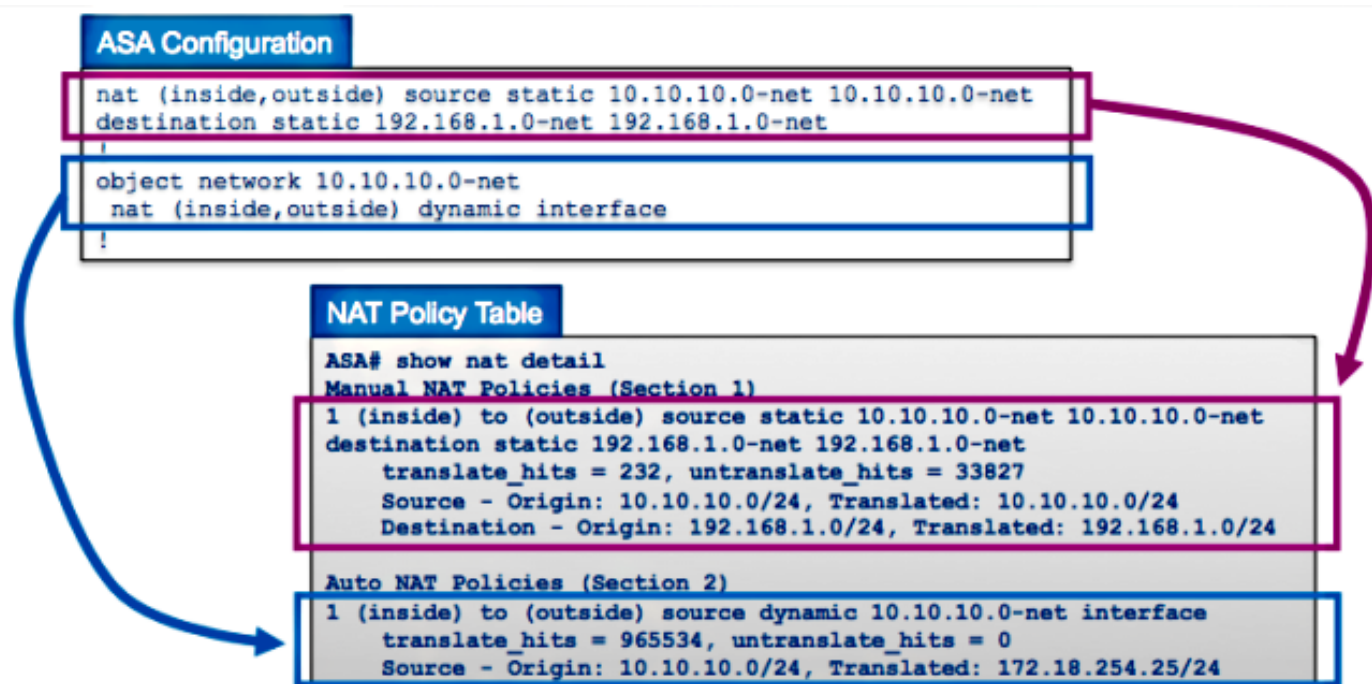 ASA Configuration
nat (inside,outside) source static 10.10.10.0-net 10.10.10.0-net
destination static 192.168.1.0-net 192.168.1.0-net
!
object network 10.10.10.0-net
 nat (inside,outside) dynamic interface
!
NAT Policy Table
ASA# show nat detail
Manual NAT Policies (Section 1)
1 (inside) to (outside) source static 10.10.10.0-net 10.10.10.0-net
destination static 192.168.1.0-net 192.168.1.0-net
    translate_hits = 232, untranslate_hits = 33827
    Source - Origin: 10.10.10.0/24, Translated: 10.10.10.0/24
    Destination - Origin: 192.168.1.0/24, Translated: 192.168.1.0/24
Auto NAT Policies (Section 2)
1 (inside) to (outside) source dynamic 10.10.10.0-net interface
    translate_hits = 965534, untranslate_hits = 0
    Source - Origin: 10.10.10.0/24, Translated: 172.18.254.25/24